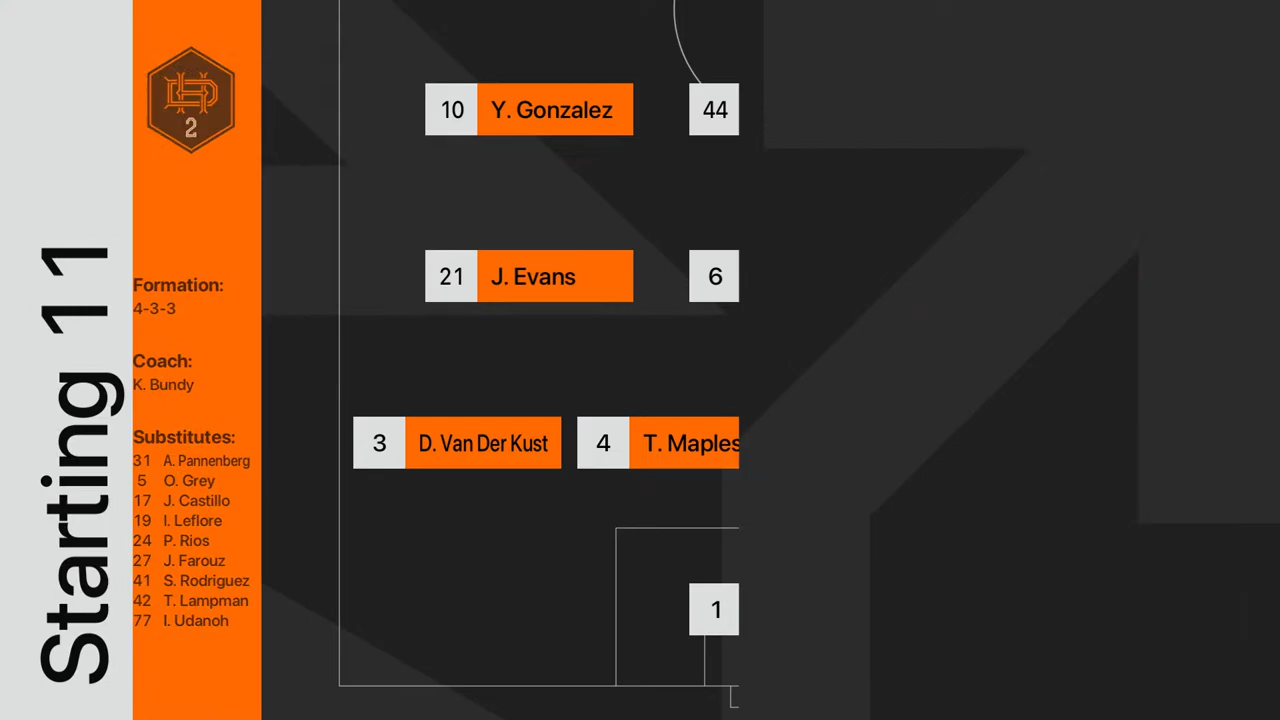 Starting 11
HD
2
Formation:
4-3-3
Coach:
K. Bundy
Substitutes:
31 A. Pannenberg
5 O. Grey
17 J. Castillo
19 I. Leflore
24 P. Rios
27 J. Farouz
41 S. Rodriguez
42 T. Lampman
77 I. Udanoh
10 Y. Gonzalez
44
21 J. Evans
6
3 D. Van Der Kust
4 T. Maples
1